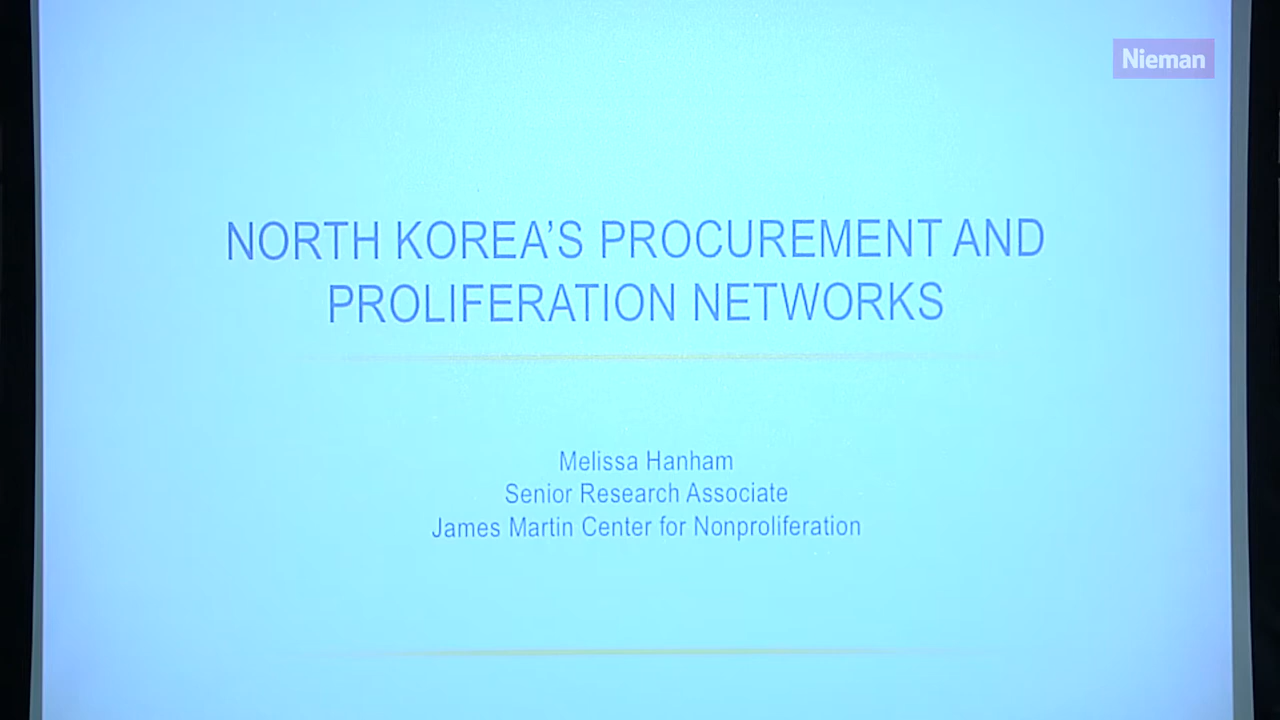 Nieman
NORTH KOREA'S PROCUREMENT AND
PROLIFERATION NETWORKS
Melissa Hanham
Senior Research Associate
James Martin Center for Nonproliferation